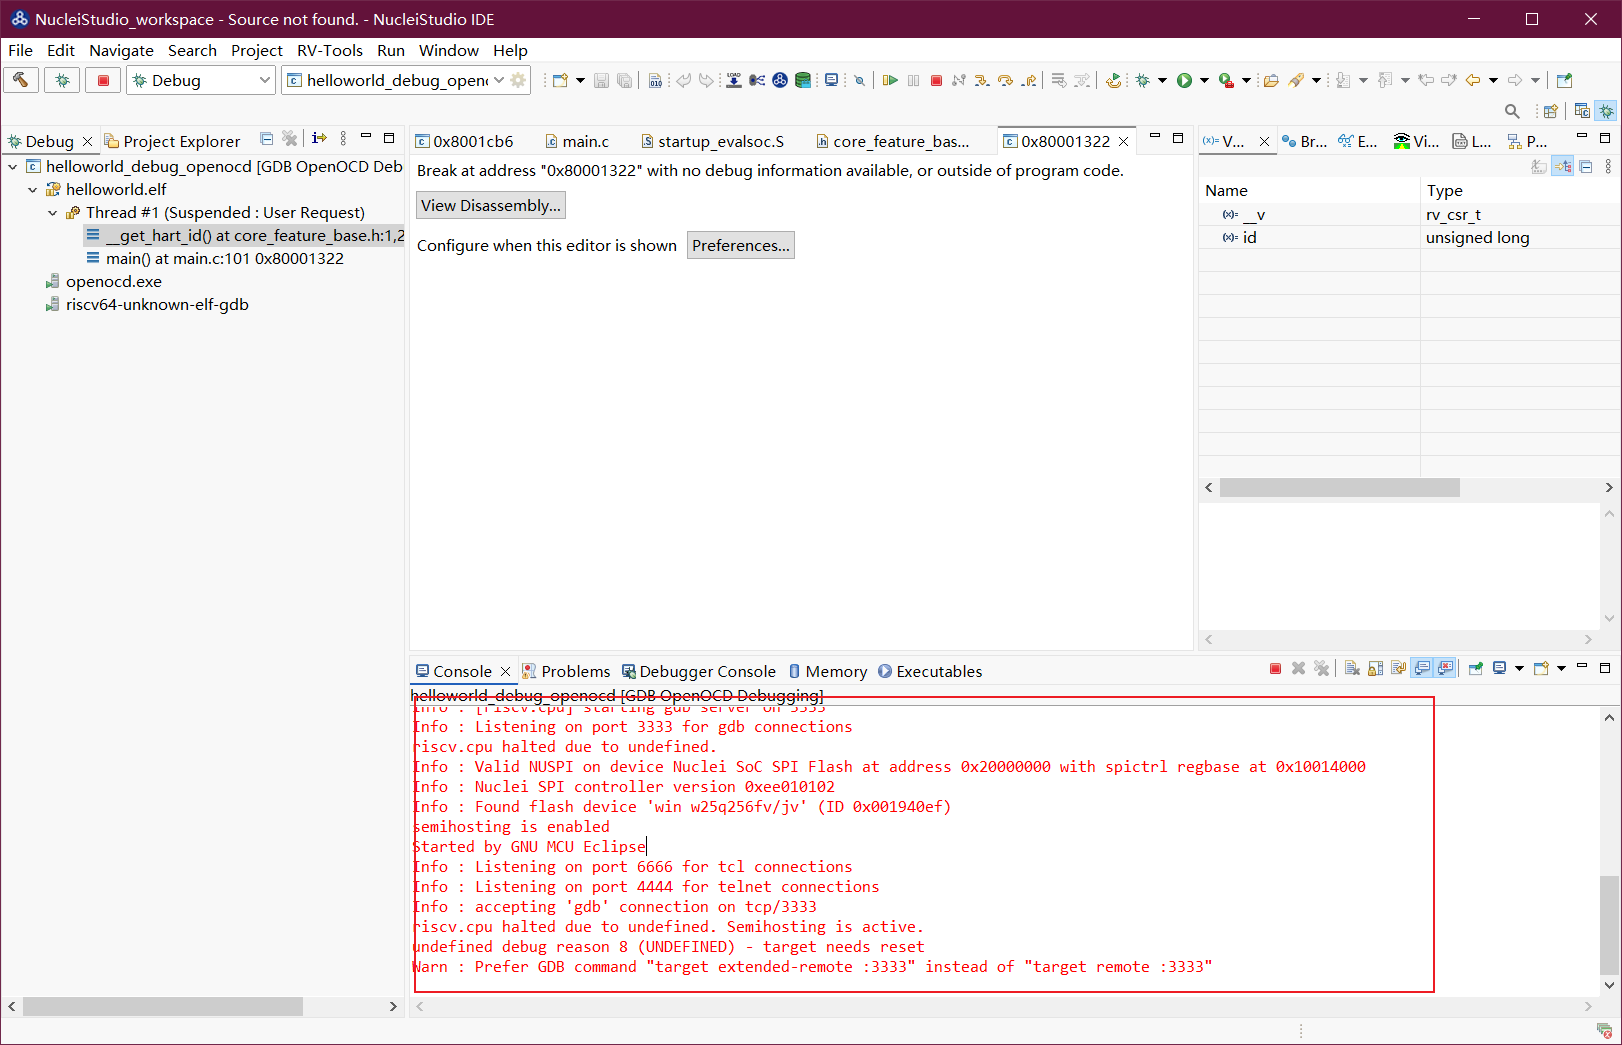 NucleiStudio_workspace - Source not found. - NucleiStudio IDE
File Edit Navigate Search Project RV-Tools Run Window Help
Debug helloworld_debug_openc
Debug Project Explorer
helloworld_debug_openocd [GDB OpenOCD Deb
helloworld.elf
Thread #1 (Suspended : User Request)
__get_hart_id() at core_feature_base.h:1,2
main() at main.c:101 0x80001322
openocd.exe
riscv64-unknown-elf-gdb
0x8001cb6 main.c startup_evalsoc.S core_feature_bas... 0x80001322
Break at address "0x80001322" with no debug information available, or outside of program code.
View Disassembly...
Configure when this editor is shown Preferences...
V... Br... E... Vi... L... P...
Name Type
__v rv_csr_t
id unsigned long
Console Problems Debugger Console Memory Executables
helloworld_debug_openocd [GDB OpenOCD Debugging]
Info : [riscv.cpu] starting gdb server on 3333
Info : Listening on port 3333 for gdb connections
riscv.cpu halted due to undefined.
Info : Valid NUSPI on device Nuclei SoC SPI Flash at address 0x20000000 with spictrl regbase at 0x10014000
Info : Nuclei SPI controller version 0xee010102
Info : Found flash device 'win w25q256fv/jv' (ID 0x001940ef)
semihosting is enabled
Started by GNU MCU Eclipse
Info : Listening on port 6666 for tcl connections
Info : Listening on port 4444 for telnet connections
Info : accepting 'gdb' connection on tcp/3333
riscv.cpu halted due to undefined. Semihosting is active.
undefined debug reason 8 (UNDEFINED) - target needs reset
Warn : Prefer GDB command "target extended-remote :3333" instead of "target remote :3333"